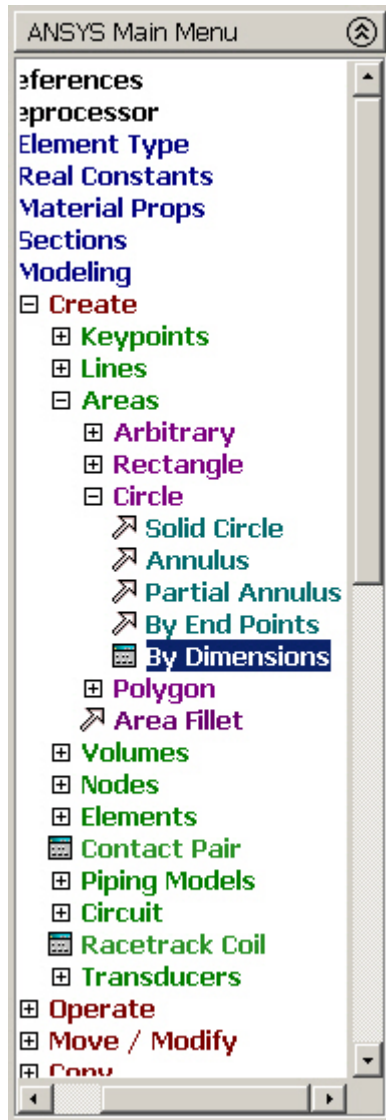 ANSYS Main Menu
eferences
eprocessor
Element Type
Real Constants
Material Props
Sections
Modeling
Create
Keypoints
Lines
Areas
Arbitrary
Rectangle
Circle
Solid Circle
Annulus
Partial Annulus
By End Points
By Dimensions
Polygon
Area Fillet
Volumes
Nodes
Elements
Contact Pair
Piping Models
Circuit
Racetrack Coil
Transducers
Operate
Move / Modify
Copy